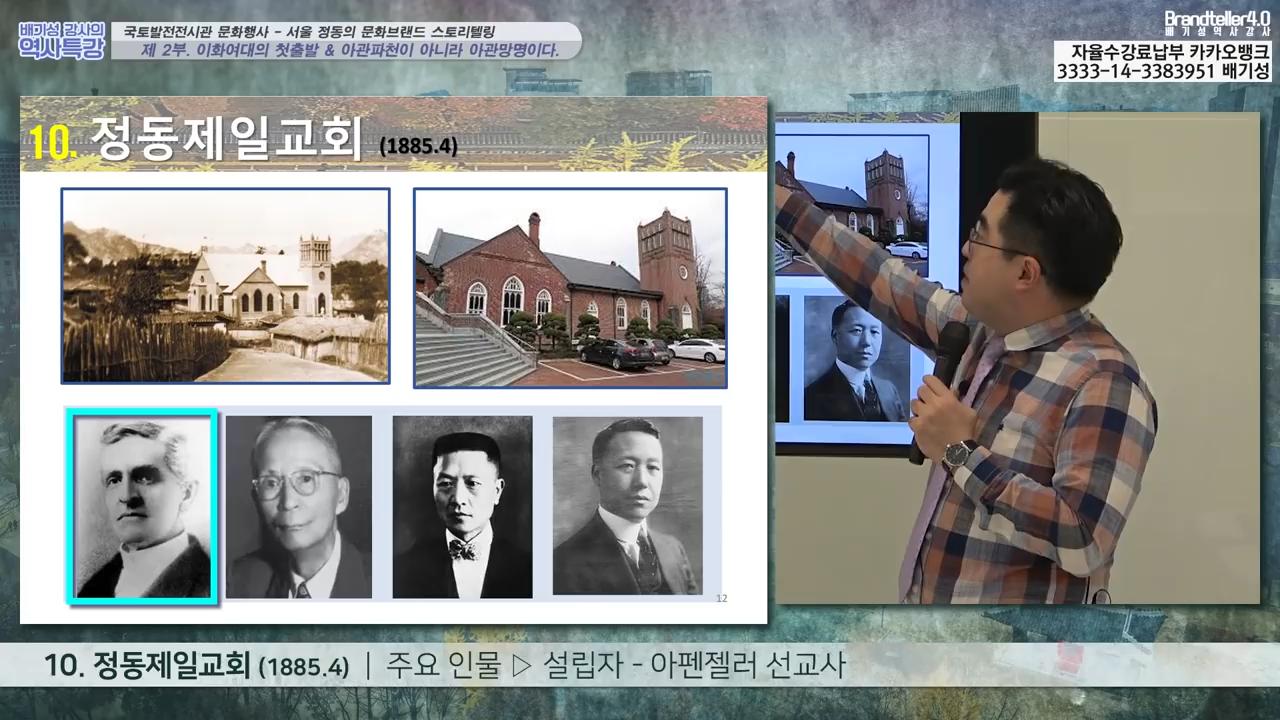 배기성 강사의
역사특강
국토발전전시관 문화행사 - 서울 정동의 문화브랜드 스토리텔링
제 2부. 이화여대의 첫출발 & 아관파천이 아니라 아관망명이다.
Brandteller4.0
배기성역사강사
자율수강료납부 카카오뱅크
3333-14-3383951 배기성
10. 정동제일교회 (1885.4)
12
10. 정동제일교회 (1885.4) | 주요 인물 ▷ 설립자 - 아펜젤러 선교사